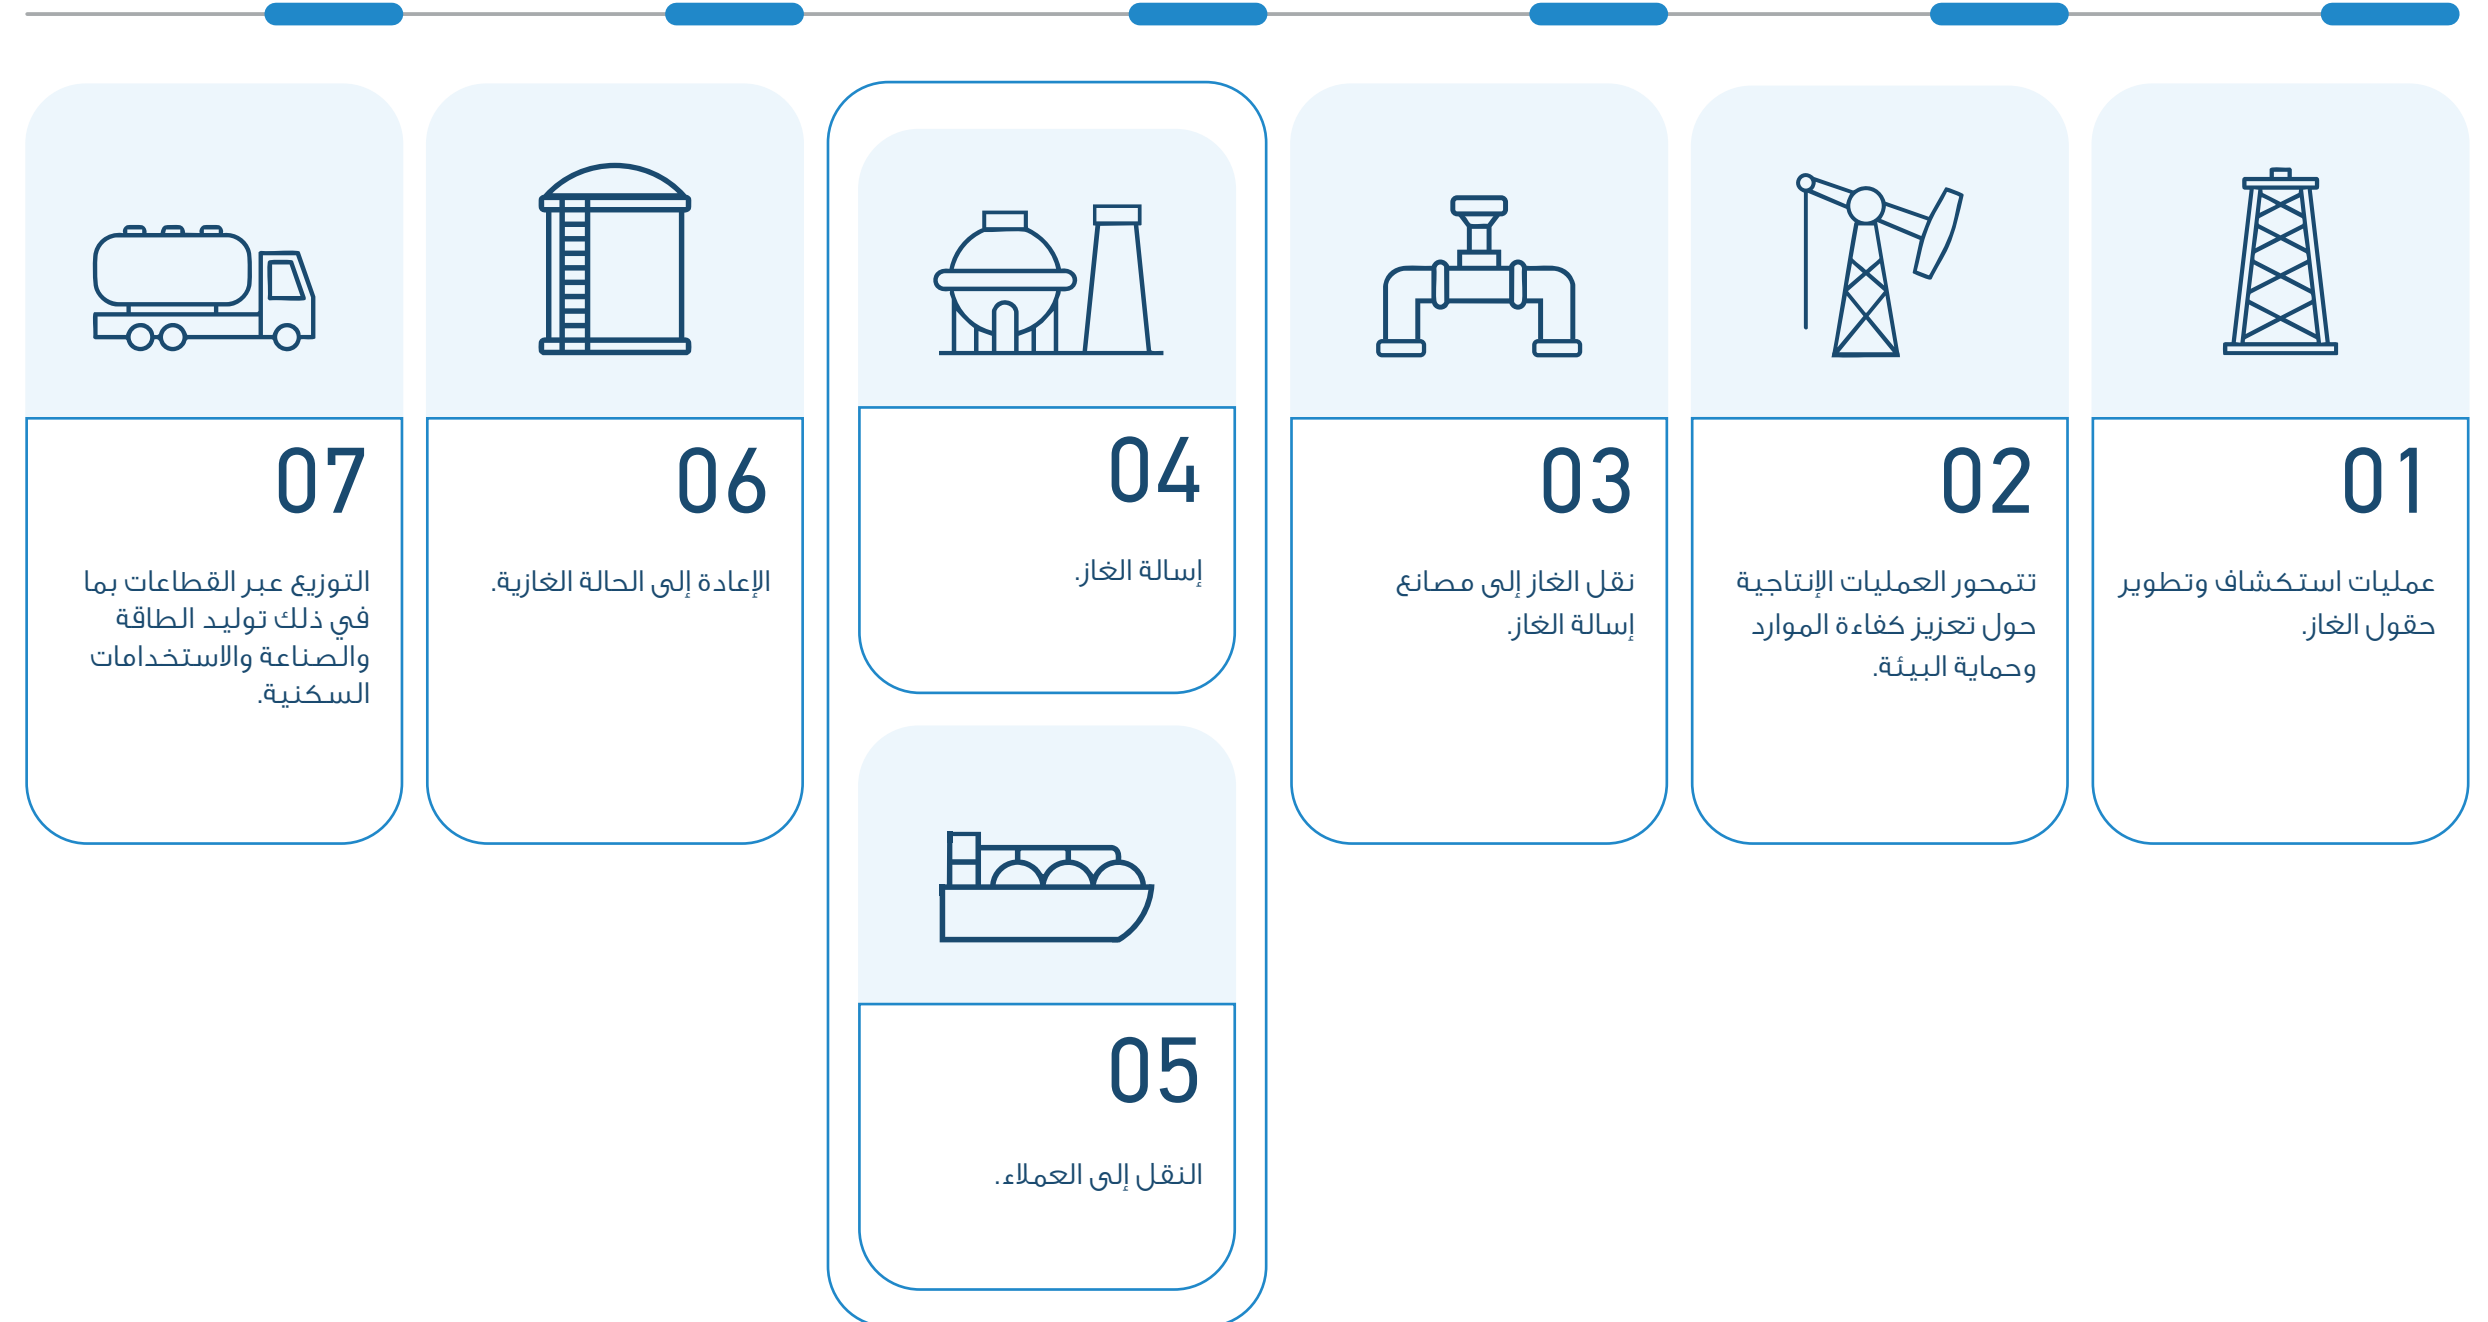 01
عمليات استكشاف وتطوير
حقول الغاز.
02
تتمحور العمليات الإنتاجية
حول تعزيز كفاءة الموارد
وحماية البيئة.
03
نقل الغاز إلى مصانع
إسالة الغاز.
04
إسالة الغاز.
05
النقل إلى العملاء.
06
الإعادة إلى الحالة الغازية.
07
التوزيع عبر القطاعات بما
في ذلك توليد الطاقة
والصناعة والاستخدامات
السكنية.